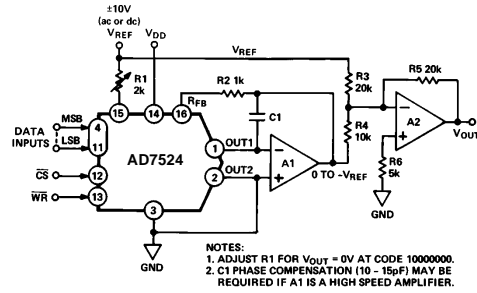 ±10V
(ac or dc)
VREF
VDD
VREF
R1
2k
R2 1k
R3
20k
R5 20k
RFB
15
14
16
C1
MSB
4
DATA
INPUTS
LSB
11
AD7524
1
OUT1
2
OUT2
A1
R4
10k
A2
VOUT
0 TO -VREF
CS
12
WR
13
3
R6
5k
GND
GND
NOTES:
1. ADJUST R1 FOR VOUT = 0V AT CODE 10000000.
2. C1 PHASE COMPENSATION (10 – 15pF) MAY BE
REQUIRED IF A1 IS A HIGH SPEED AMPLIFIER.